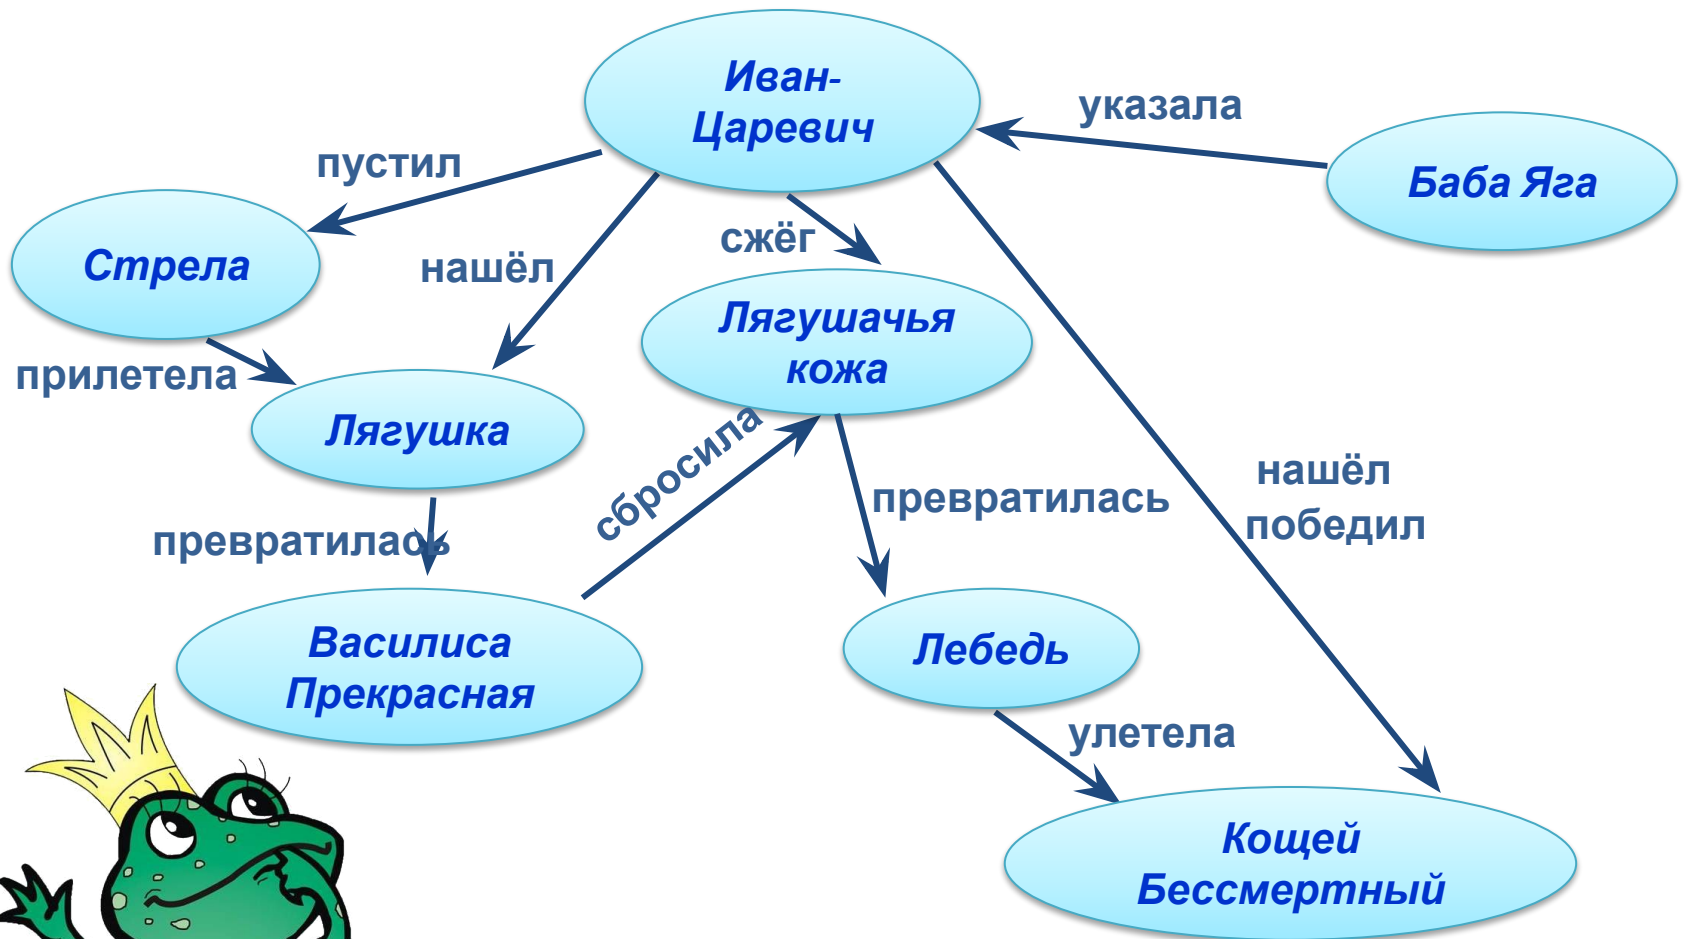 Иван-
Царевич
указала
пустил
Баба Яга
Стрела
нашёл
сжёг
Лягушачья
кожа
прилетела
Лягушка
сбросила
превратилась
нашёл
победил
превратилась
Василиса
Прекрасная
Лебедь
улетела
Кощей
Бессмертный